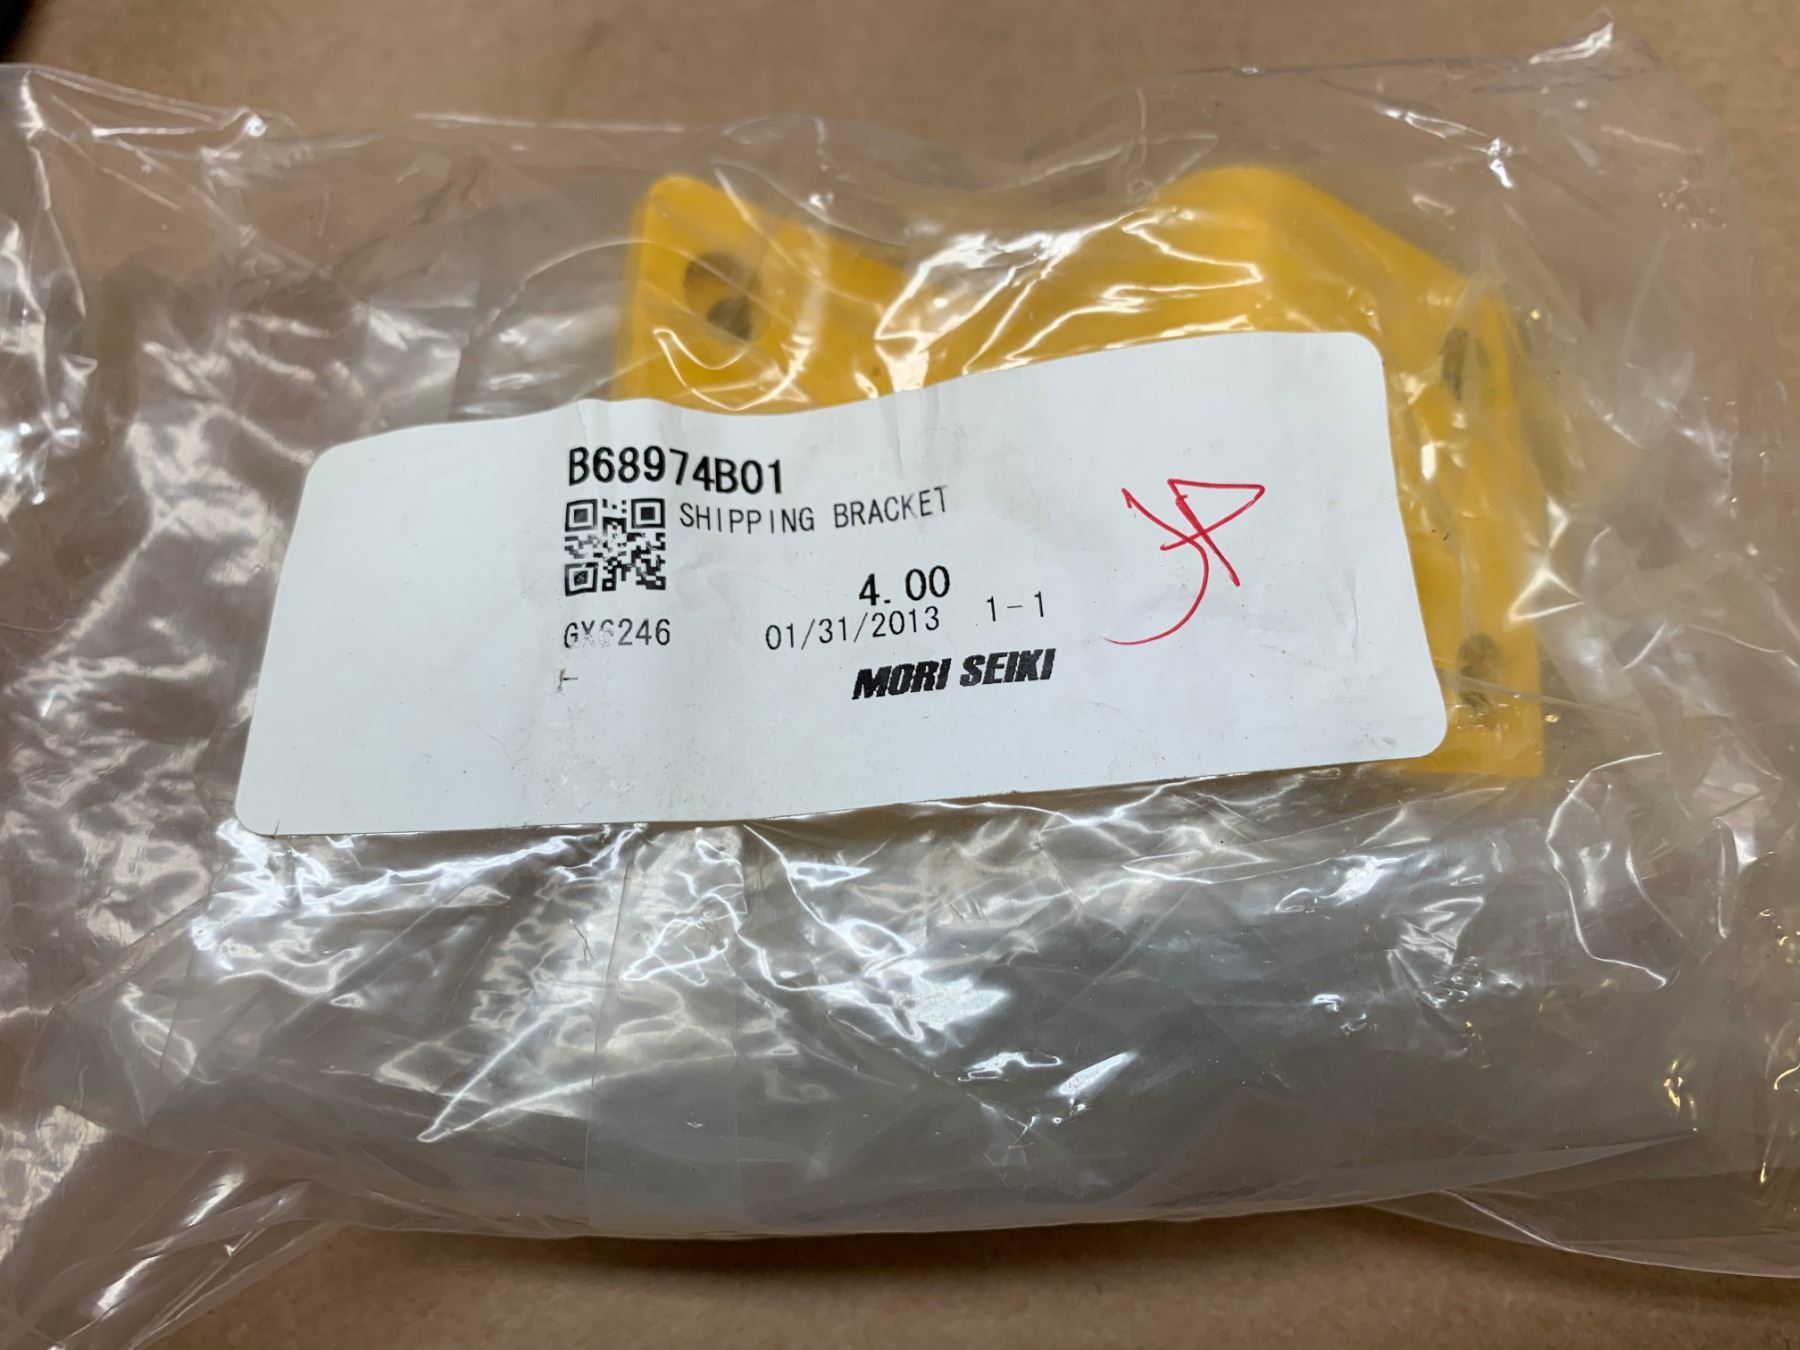 B68974B01
SHIPPING BRACKET
4.00
GX6246 01/31/2013 1-1
MORI SEIKI